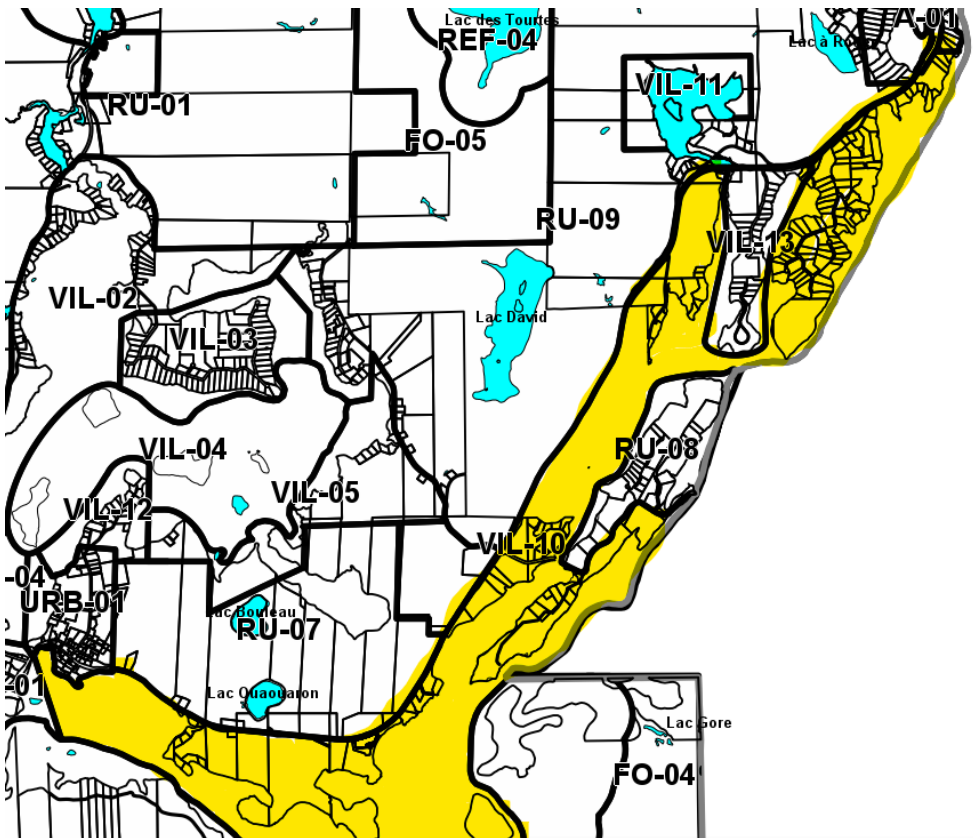 A-01
Lac des Tourtes
REF-04
VIL-11
RU-01
FO-05
RU-09
VIL-13
VIL-02
Lac David
VIL-03
VIL-04
RU-08
VIL-05
VIL-12
VIL-10
-04
URB-01
Lac Bouleau
RU-07
-01
Lac Quaouaron
Lac Gore
FO-04